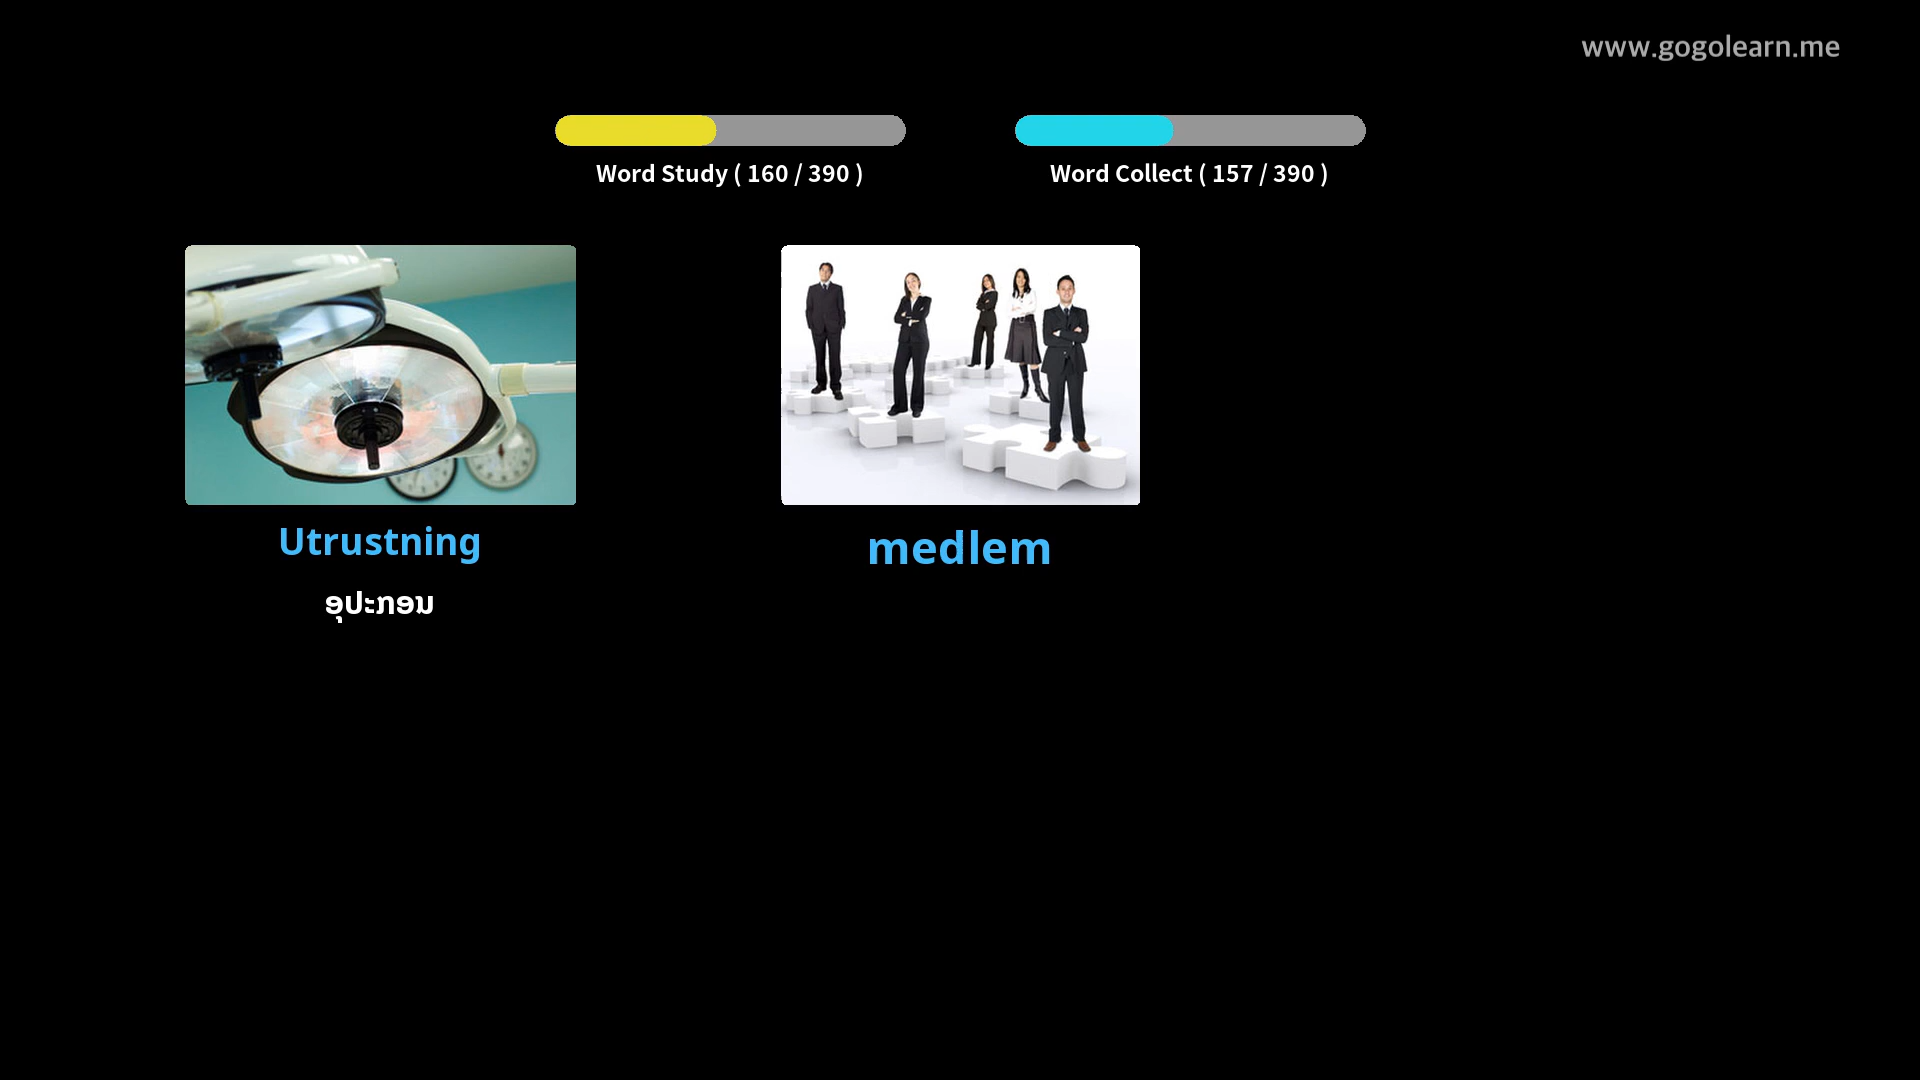 www.gogolearn.me
Word Study ( 160 / 390 )
Word Collect ( 157 / 390 )
Utrustning
medlem
ອຸປະກອນ